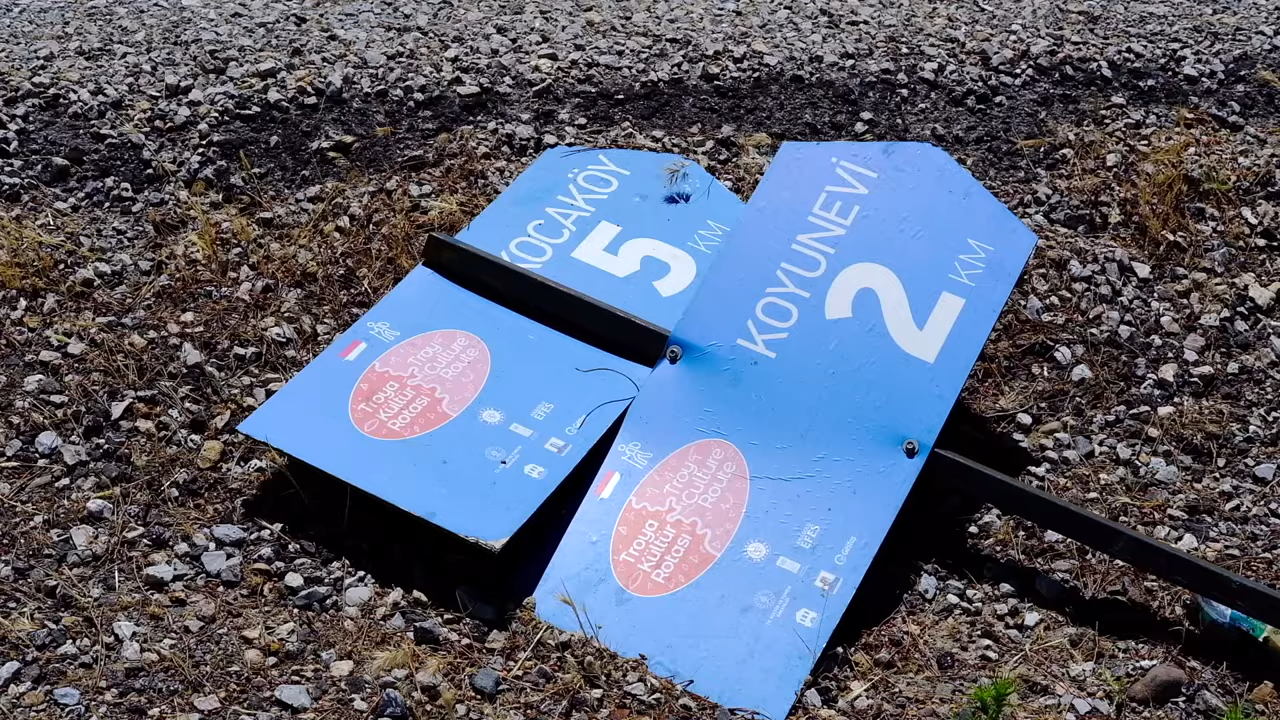 KOCAKÖY
5 KM
Troya
Kültür
Rotası
Troy
Culture
Route
EFES
KOYUNEVİ
2 KM
Troya
Kültür
Rotası
Troy
Culture
Route
EFES